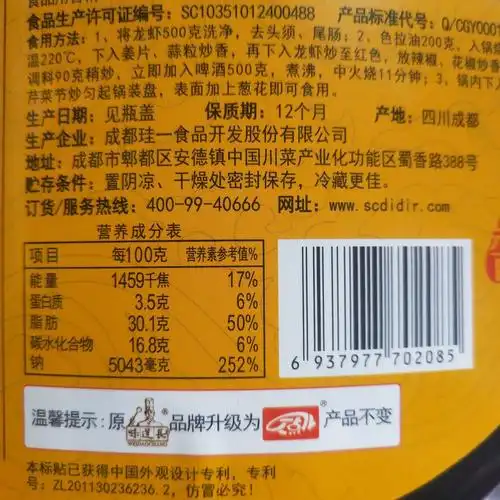 食品生产许可证编号：SC10351012400488 产品标准代号：Q/CGY0001
食用方法：1、将龙虾500克洗净，去头须、尾肠；2、色拉油200克，入锅
温220℃，下入姜片、蒜粒炒香，再下入龙虾炒至红色，放辣椒、花椒炒香
调料90克稍炒，立即加入啤酒500克，煮沸，中火烧11分钟；3、锅内下入
芹菜节炒匀起锅装盘，表面加上葱花即可食用。
生产日期：见瓶盖 保质期：12个月 产地：四川成都
生产企业：成都珪一食品开发股份有限公司
地址：成都市郫都区安德镇中国川菜产业化功能区蜀香路388号
贮存条件：置阴凉、干燥处密封保存，冷藏更佳。
订货/服务热线：400-99-40666 网址：www.scdidir.com
营养成分表
项目 每100克 营养素参考值%
能量 1459千焦 17%
蛋白质 3.5克 6%
脂肪 30.1克 50%
碳水化合物 16.8克 6%
钠 5043毫克 252%
6 937977 702085
温馨提示：原味道長®品牌升级为®产品不变
本标贴已获得中国外观设计专利，专利
号：ZL201130236236.2，仿冒必究！